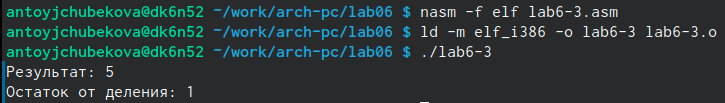 antoyjchubekova@dk6n52 ~/work/arch-pc/lab06 $ nasm -f elf lab6-3.asm
antoyjchubekova@dk6n52 ~/work/arch-pc/lab06 $ ld -m elf_i386 -o lab6-3 lab6-3.o
antoyjchubekova@dk6n52 ~/work/arch-pc/lab06 $ ./lab6-3
Результат: 5
Остаток от деления: 1